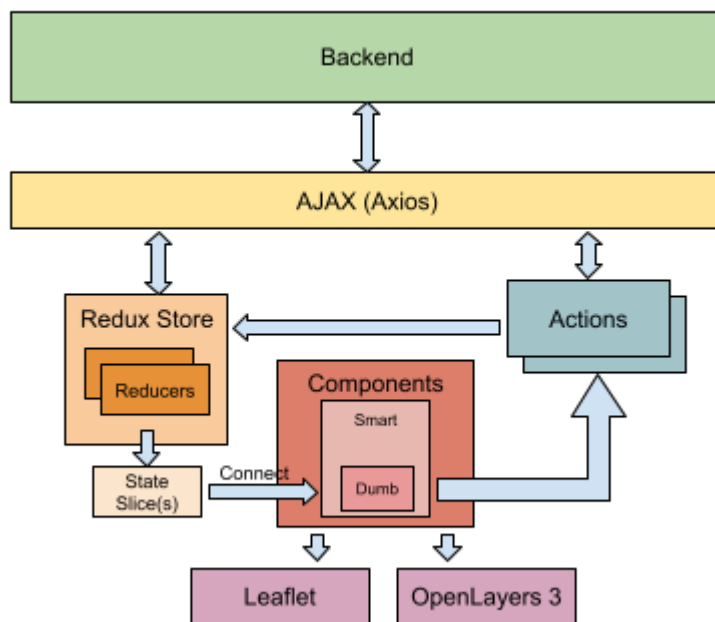 Backend
AJAX (Axios)
Redux Store
Actions
Reducers
Components
Smart
State
Slice(s)
Connect
Dumb
Leaflet
OpenLayers 3